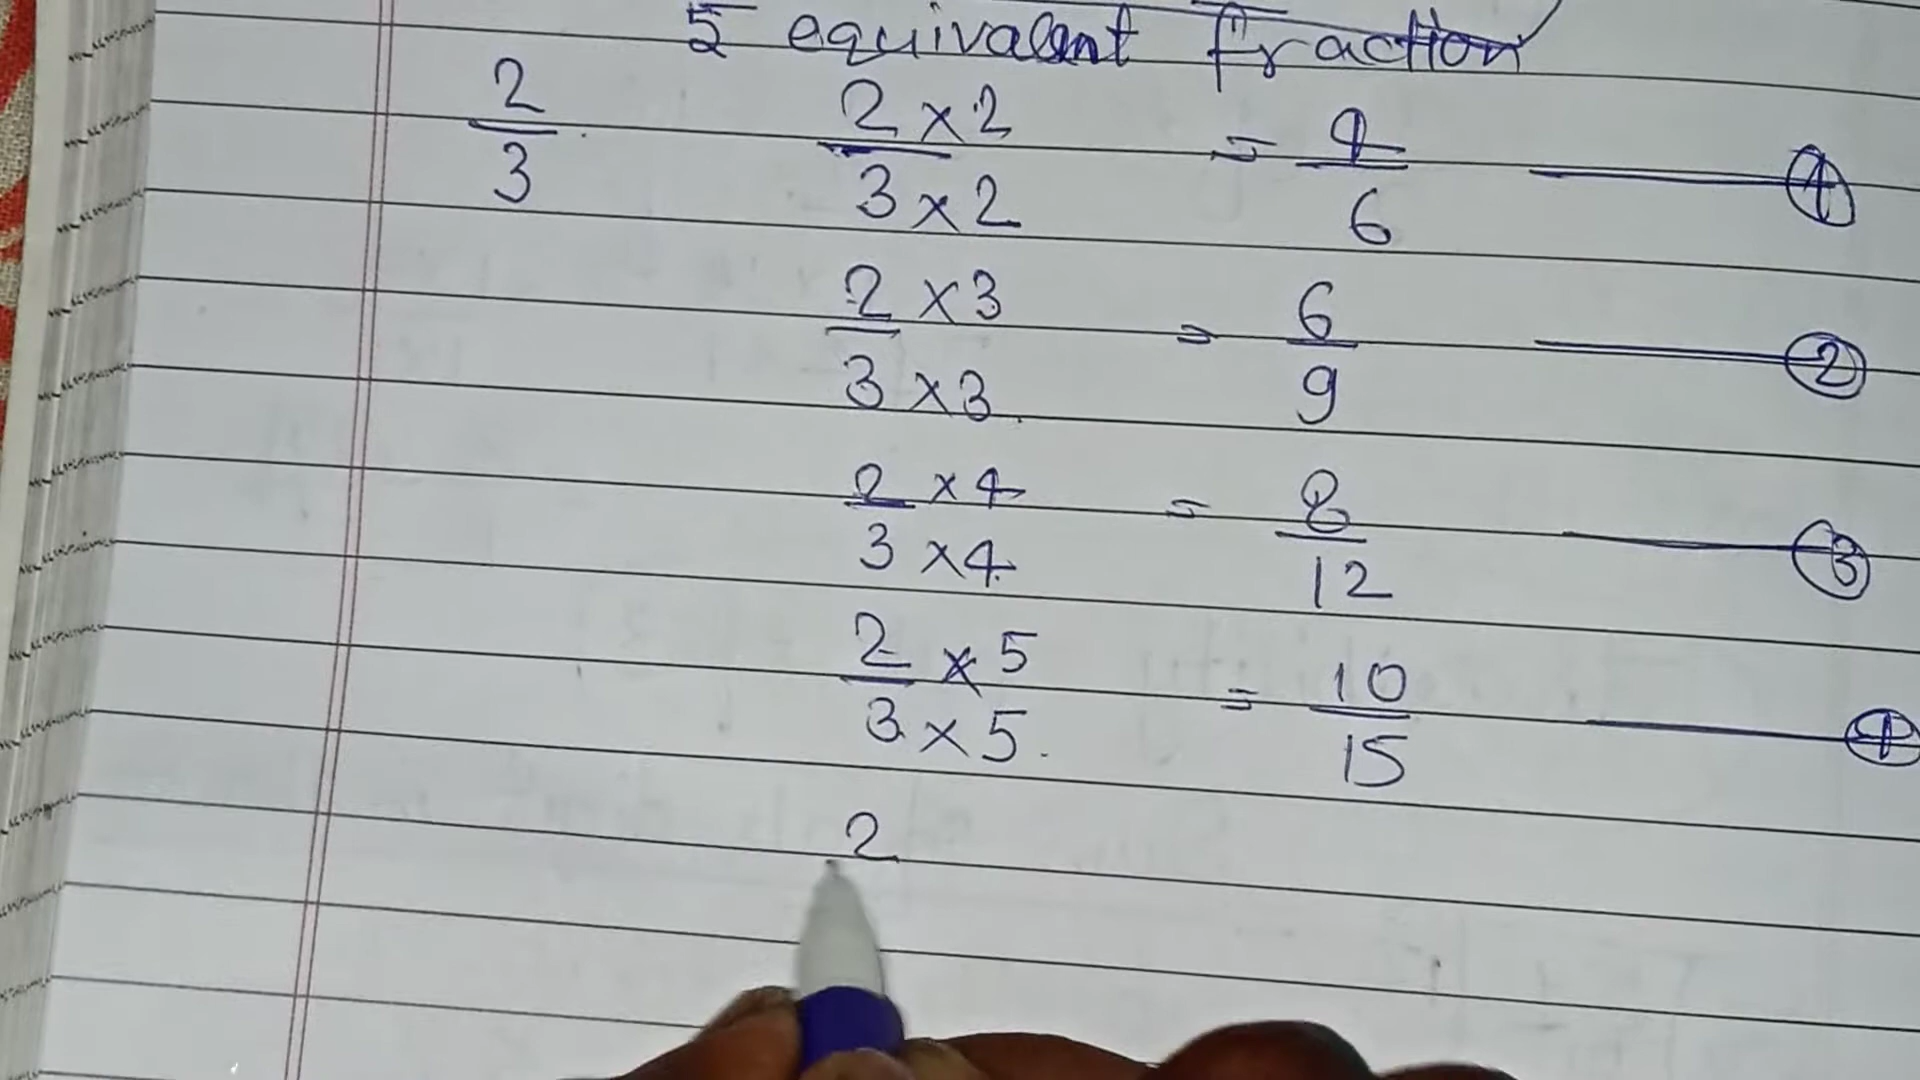 5 equivalent fraction
2/3 2 × 2 / 3 × 2 = 4/6 ①
2 × 3 / 3 × 3 = 6/9 ②
2 × 4 / 3 × 4 = 8/12 ③
2 × 5 / 3 × 5 = 10/15 ④
2